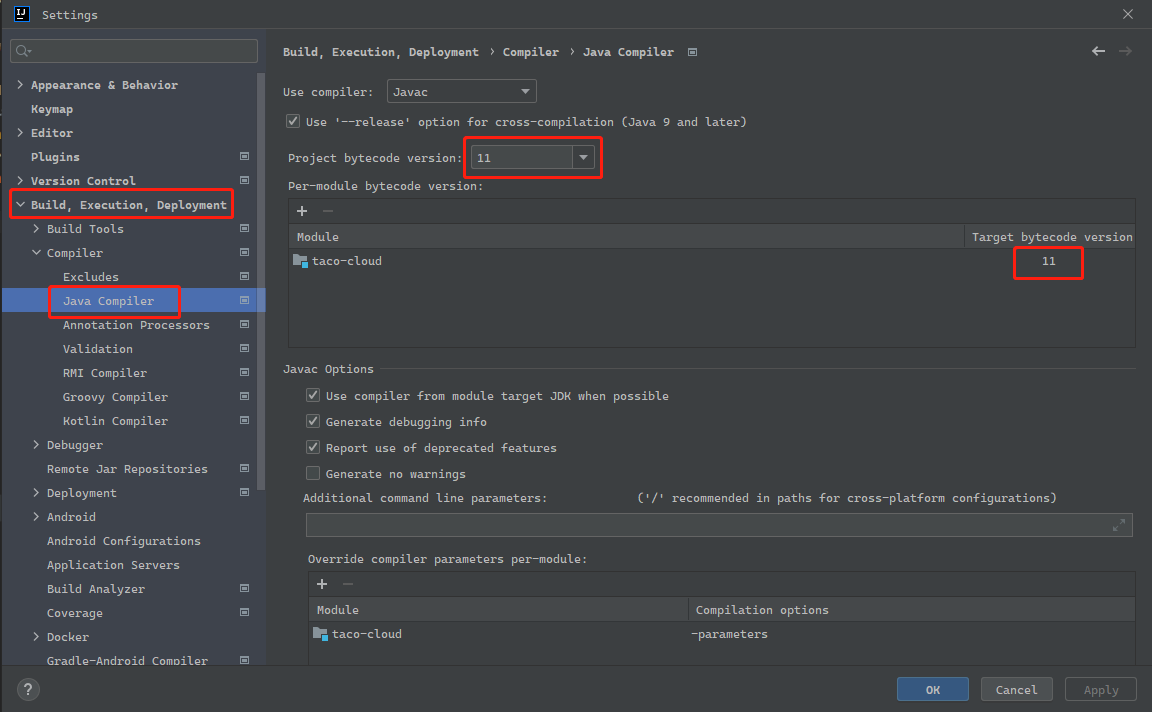 IJ Settings
Appearance & Behavior
Keymap
Editor
Plugins
Version Control
Build, Execution, Deployment
Build Tools
Compiler
Excludes
Java Compiler
Annotation Processors
Validation
RMI Compiler
Groovy Compiler
Kotlin Compiler
Debugger
Remote Jar Repositories
Deployment
Android
Android Configurations
Application Servers
Build Analyzer
Coverage
Docker
Gradle-Android Compiler
Build, Execution, Deployment › Compiler › Java Compiler
Use compiler: Javac
Use '--release' option for cross-compilation (Java 9 and later)
Project bytecode version: 11
Per-module bytecode version:
+ −
Module Target bytecode version
taco-cloud 11
Javac Options
Use compiler from module target JDK when possible
Generate debugging info
Report use of deprecated features
Generate no warnings
Additional command line parameters: ('/' recommended in paths for cross-platform configurations)
Override compiler parameters per-module:
+ −
Module Compilation options
taco-cloud -parameters
? OK Cancel Apply